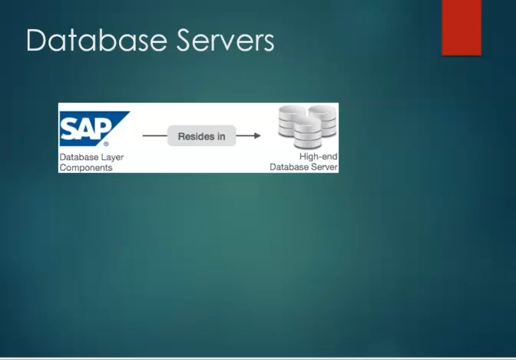 Database Servers
SAP®
Resides in
Database Layer
Components
High-end
Database Server